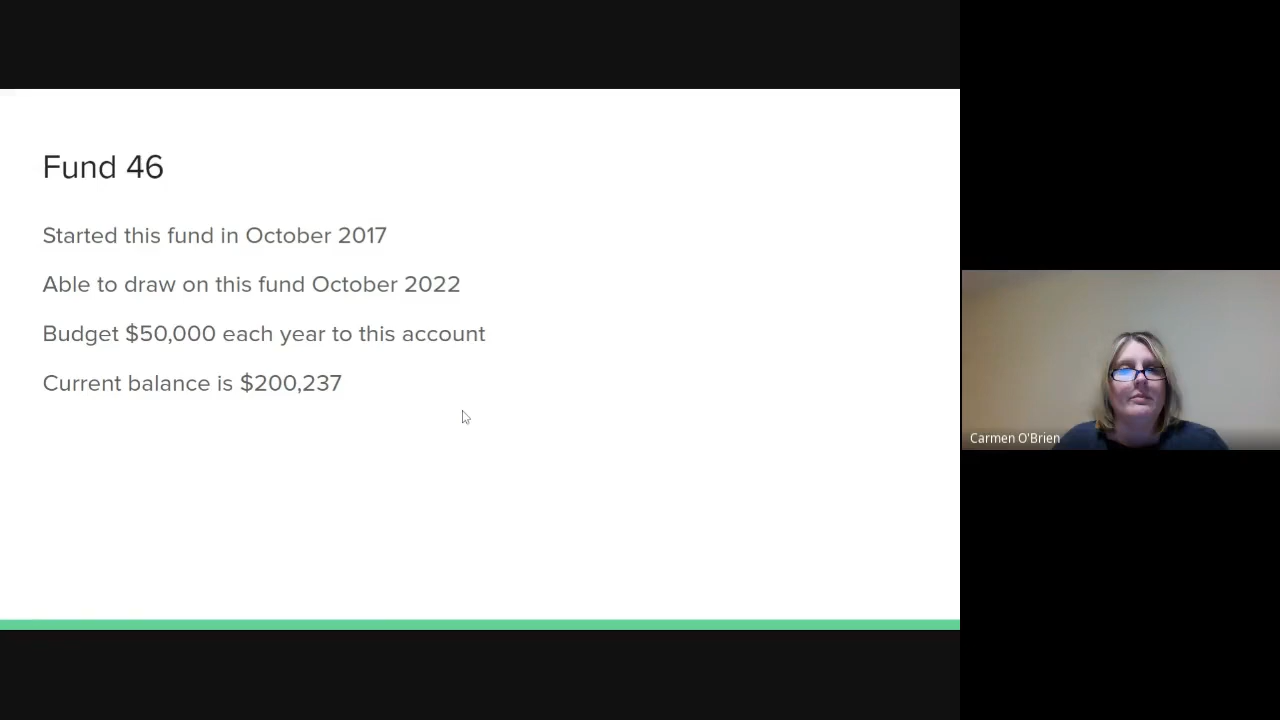 Fund 46
Started this fund in October 2017
Able to draw on this fund October 2022
Budget $50,000 each year to this account
Current balance is $200,237
Carmen O'Brien